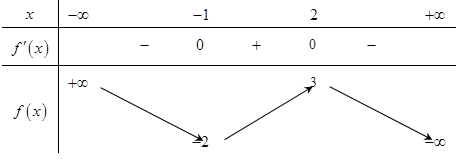 x −∞ −1 2 +∞
f'(x) − 0 + 0 −
+∞ 3
f(x)
−2 −∞